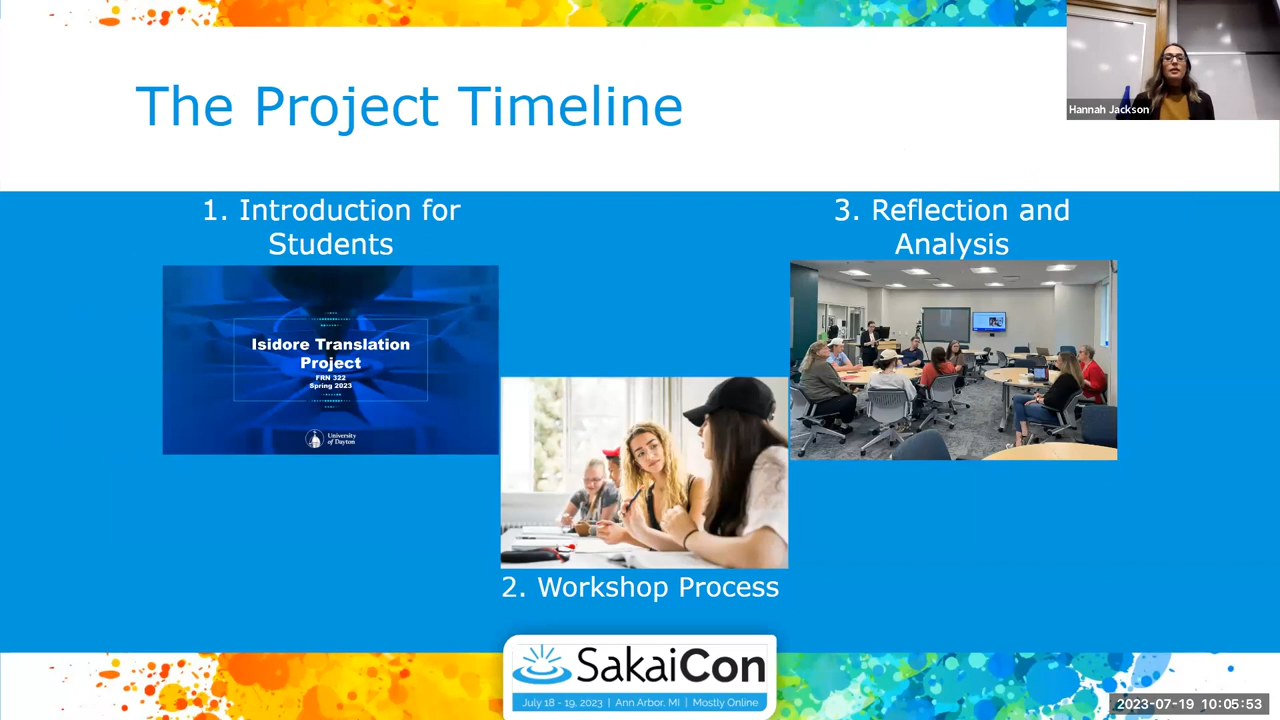 The Project Timeline
Hannah Jackson
1. Introduction for
Students
3. Reflection and
Analysis
Isidore Translation
Project
FRN 322
Spring 2023
University
of Dayton
2. Workshop Process
SakaiCon
July 18 - 19, 2023 | Ann Arbor, MI | Mostly Online
2023-07-19 10:05:53